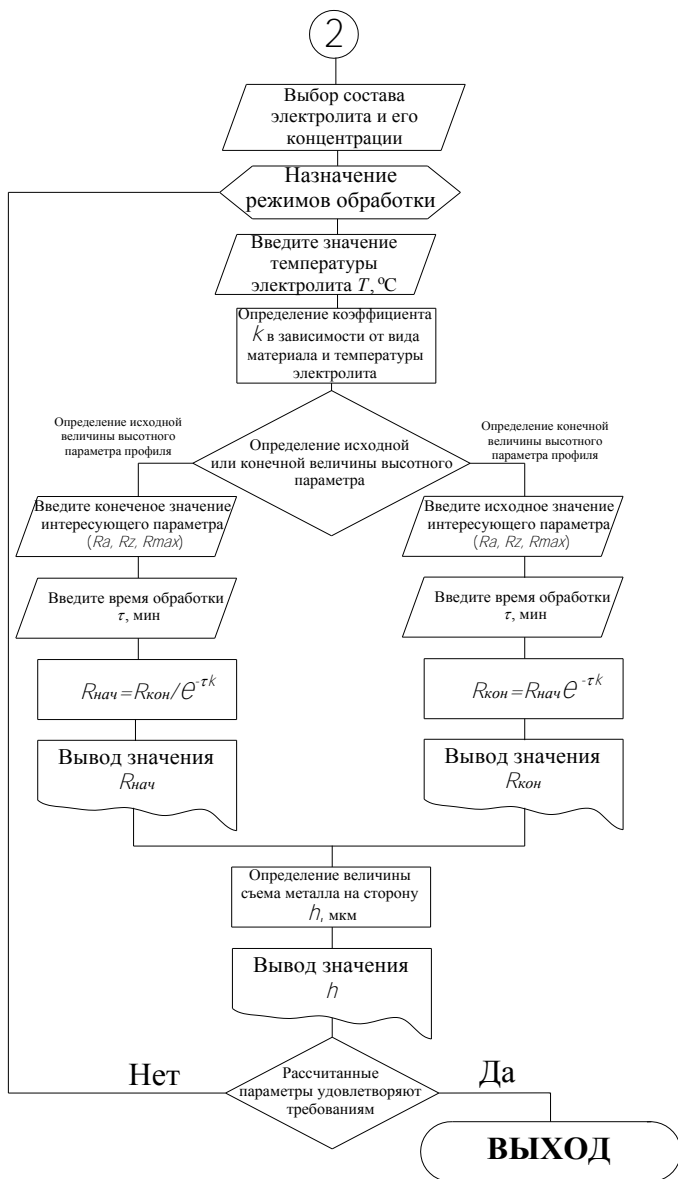 2
Выбор состава
электролита и его
концентрации
Назначение
режимов обработки
Введите значение
температуры
электролита T, ºC
Определение коэффициента
k в зависимости от вида
материала и температуры
электролита
Определение исходной
величины высотного
параметра профиля
Определение исходной
или конечной величины высотного
параметра
Определение конечной
величины высотного
параметра профиля
Введите конеченое значение
интересующего параметра
(Ra, Rz, Rmax)
Введите исходное значение
интересующего параметра
(Ra, Rz, Rmax)
Введите время обработки
τ, мин
Введите время обработки
τ, мин
Rнач=Rкон/e^-τk
Rкон=Rнач e^-τk
Вывод значения
Rнач
Вывод значения
Rкон
Определение величины
съема металла на сторону
h, мкм
Вывод значения
h
Нет
Рассчитанные
параметры удовлетворяют
требованиям
Да
ВЫХОД